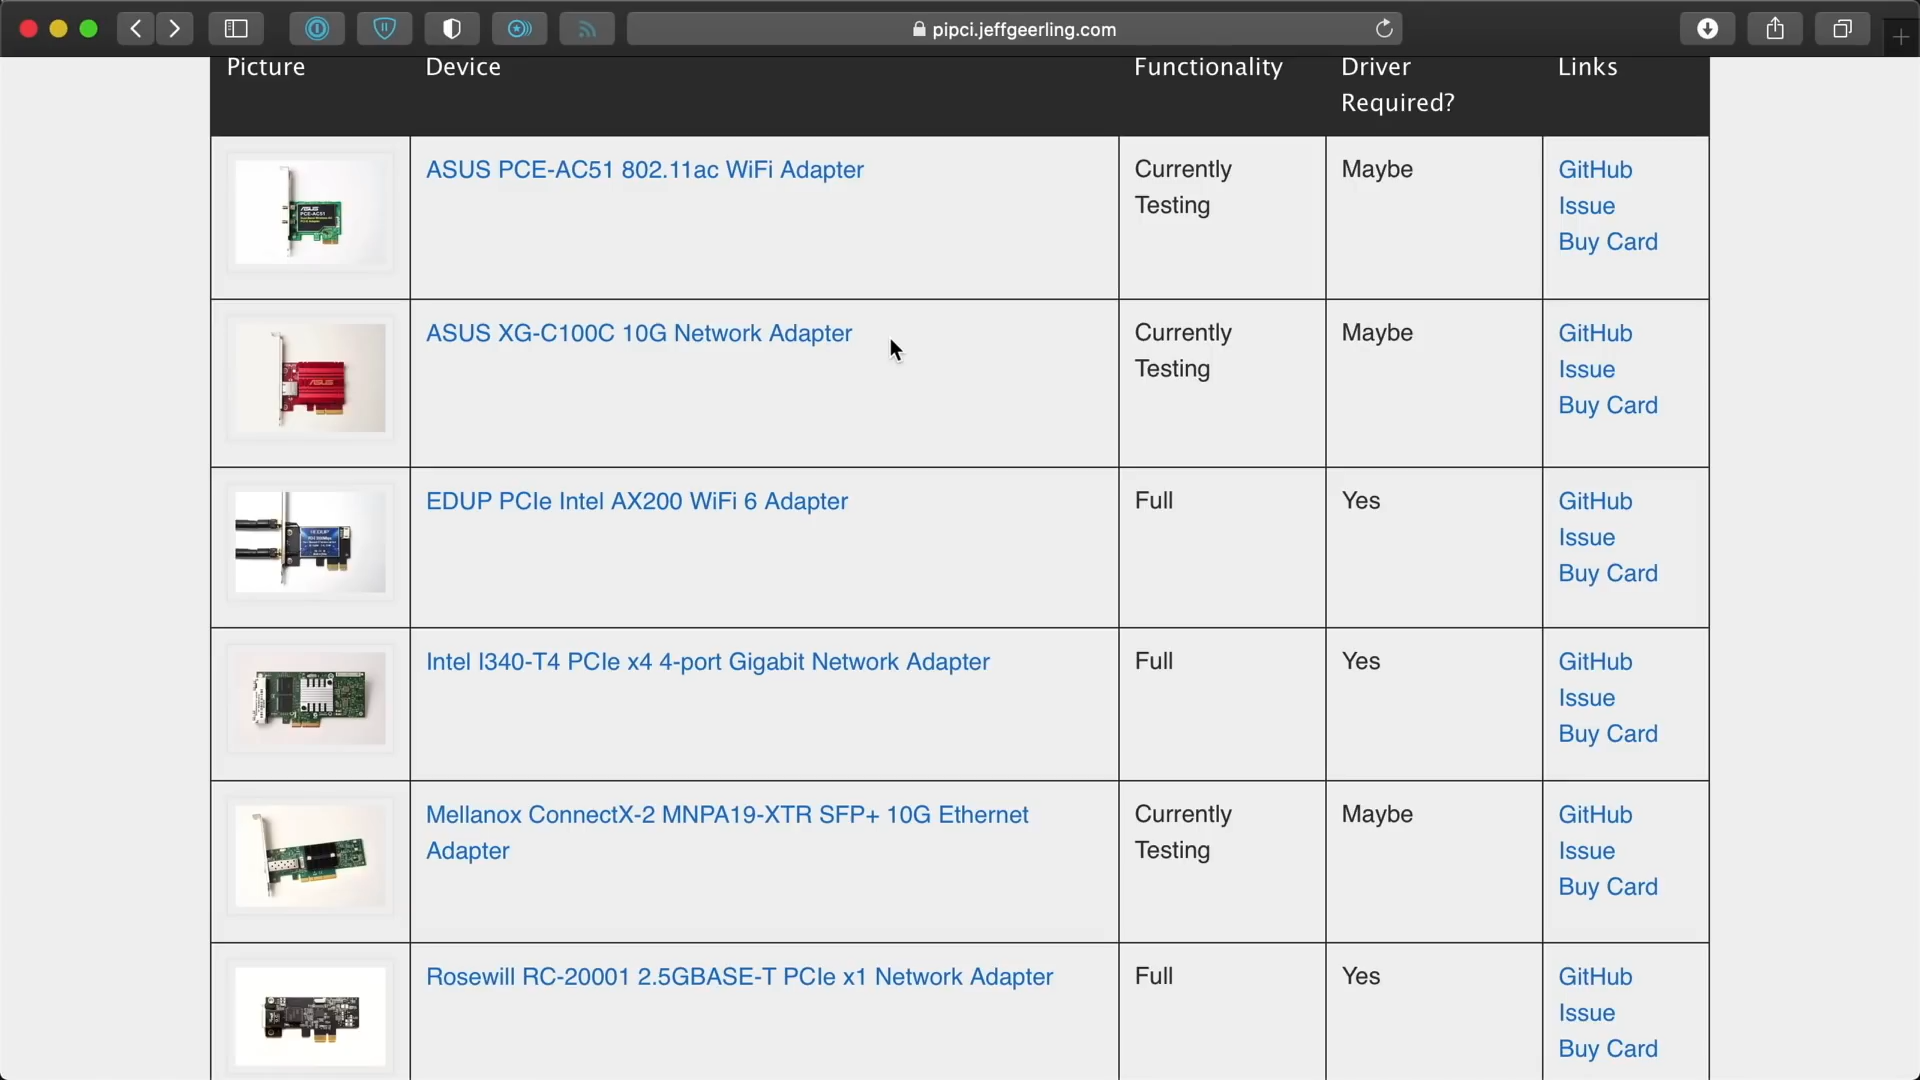 pipci.jeffgeerling.com
Picture Device Functionality Driver Required? Links
ASUS PCE-AC51 802.11ac WiFi Adapter
Currently
Testing
Maybe
GitHub
Issue
Buy Card
ASUS
PCE-AC51
ASUS XG-C100C 10G Network Adapter
Currently
Testing
Maybe
GitHub
Issue
Buy Card
ASUS
EDUP PCIe Intel AX200 WiFi 6 Adapter
Full
Yes
GitHub
Issue
Buy Card
Intel I340-T4 PCIe x4 4-port Gigabit Network Adapter
Full
Yes
GitHub
Issue
Buy Card
Mellanox ConnectX-2 MNPA19-XTR SFP+ 10G Ethernet
Adapter
Currently
Testing
Maybe
GitHub
Issue
Buy Card
Rosewill RC-20001 2.5GBASE-T PCIe x1 Network Adapter
Full
Yes
GitHub
Issue
Buy Card